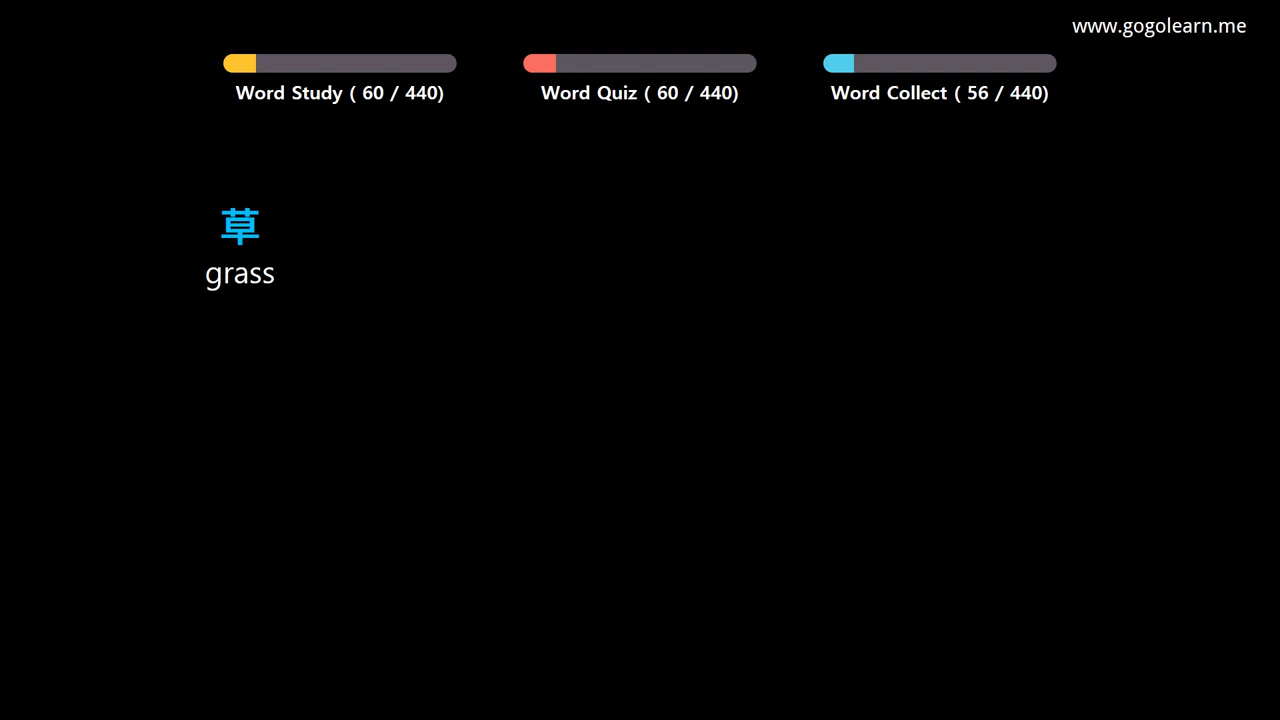 www.gogolearn.me
Word Study ( 60 / 440)
Word Quiz ( 60 / 440)
Word Collect ( 56 / 440)
草
grass